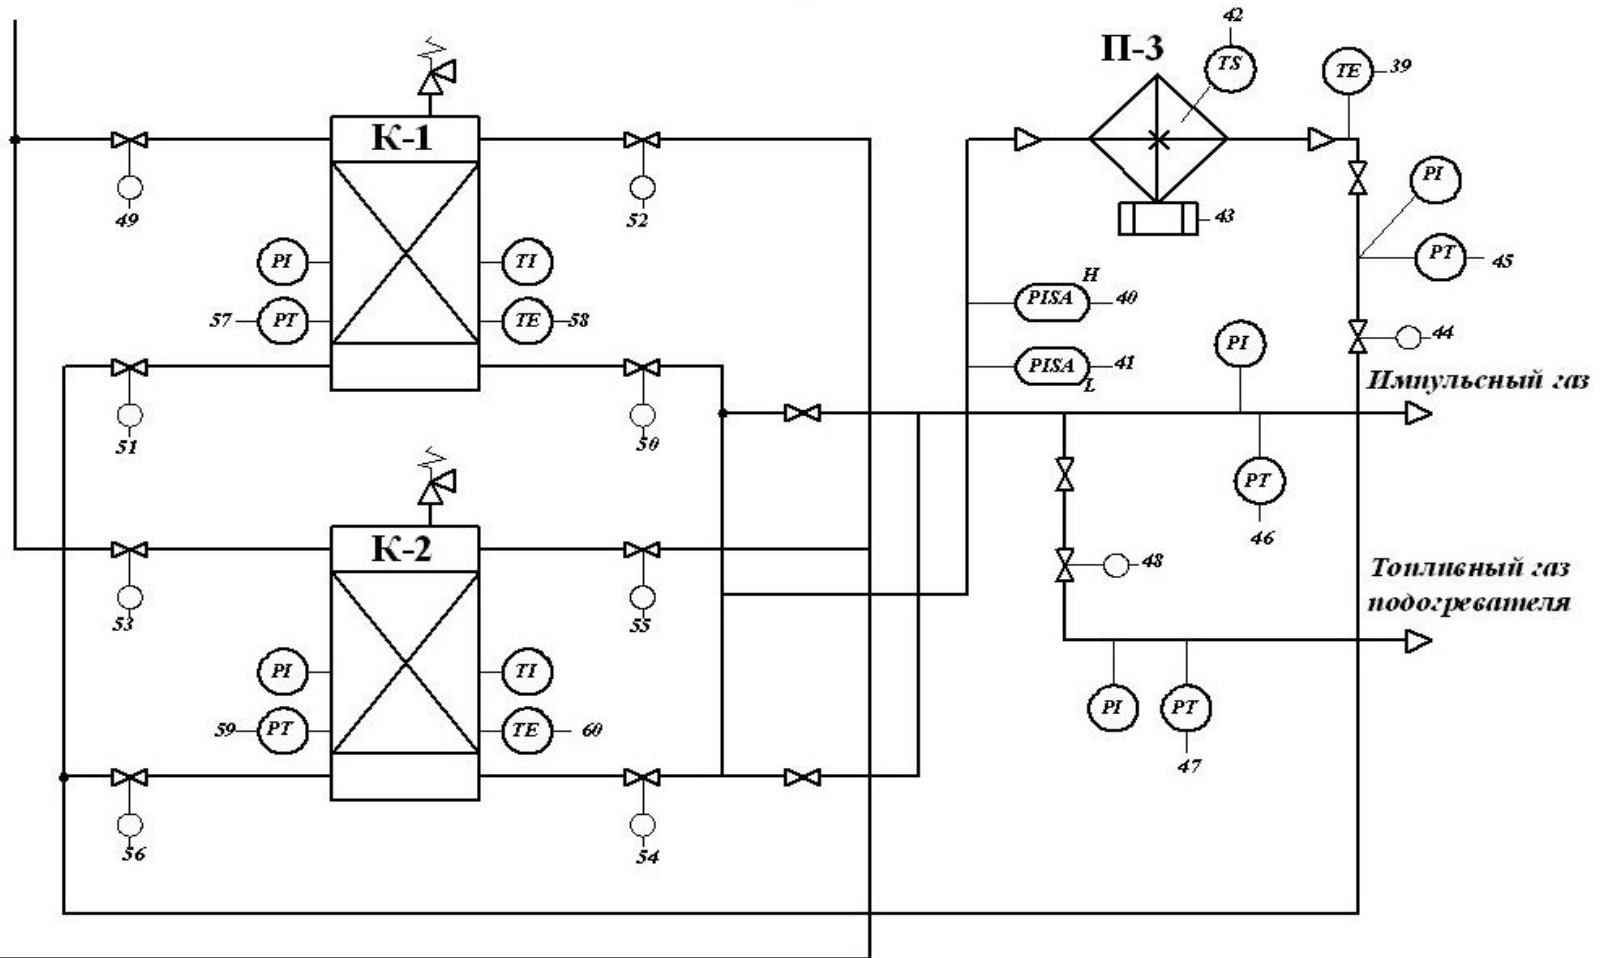 42
П-3
TS
TE
39
К-1
49
52
PI
43
PT
45
PI
TI
H
PISA
40
57
PT
TE
58
PI
44
PISA
41
L
Импульсный газ
51
50
PT
46
К-2
48
Топливный газ
подогревателя
53
55
PI
TI
PI
PT
59
PT
TE
60
47
56
54